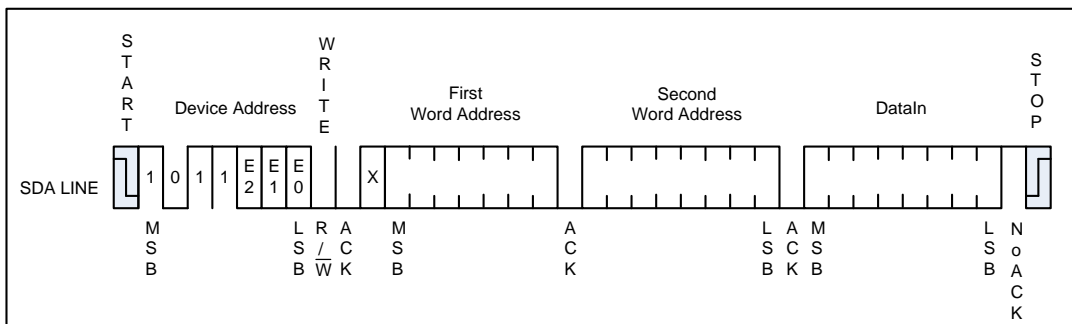 START
WRITE
STOP
Device Address
First
Word Address
Second
Word Address
DataIn
SDA LINE
1 0 1 1 E2 E1 E0 X
MSB
LSB
R/W
ACK
MSB
ACK
LSB
ACK
MSB
LSB
NoACK